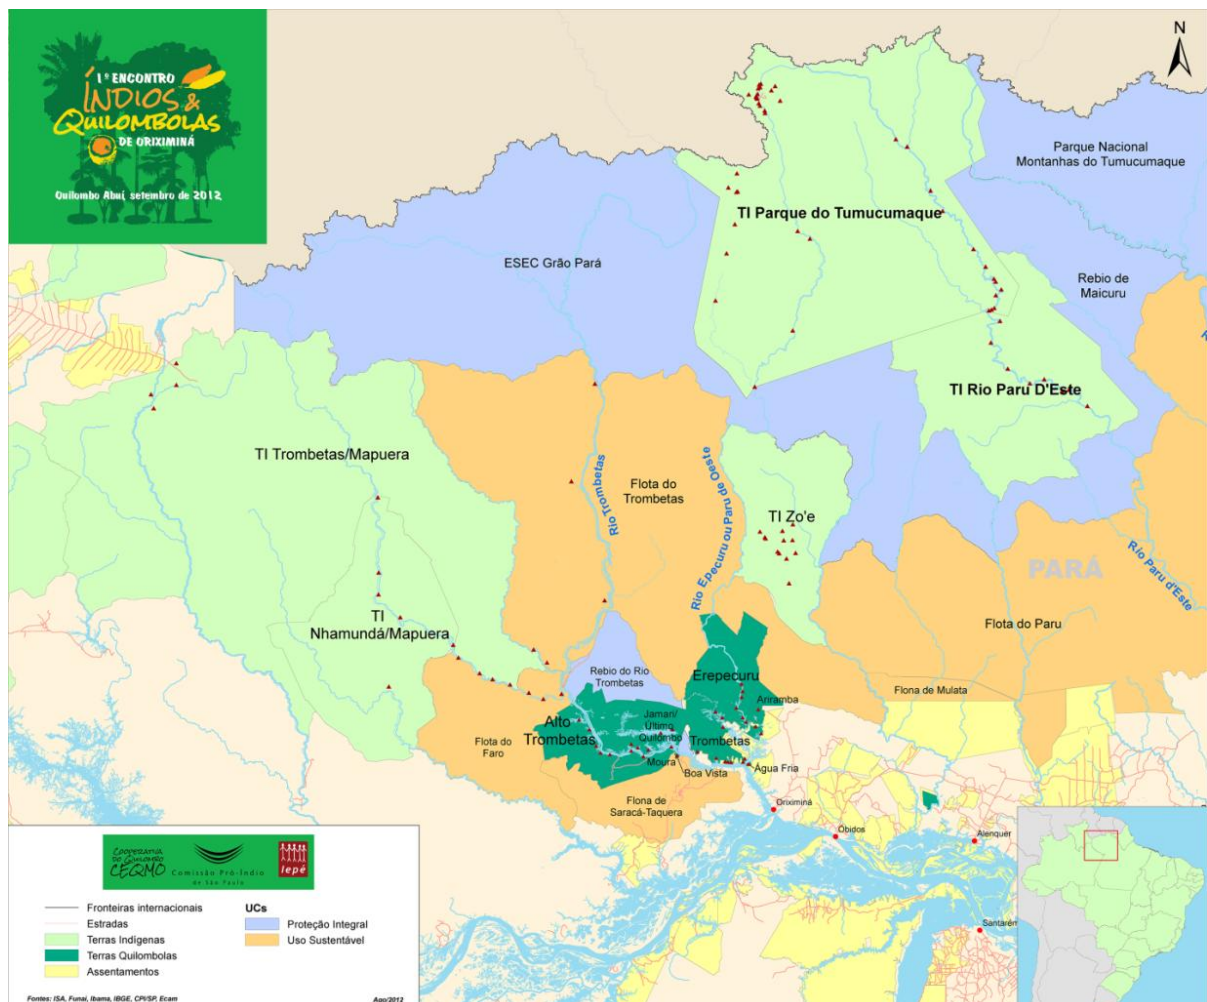 1º ENCONTRO
ÍNDIOS &
QUILOMBOLAS
DE ORIXIMINÁ
Quilombo Abuí, setembro de 2012
N
Parque Nacional
Montanhas do Tumucumaque
TI Parque do Tumucumaque
ESEC Grão Pará
Rebio de
Maicuru
TI Rio Paru D'Este
TI Trombetas/Mapuera
Rio Trombetas
Flota do
Trombetas
Rio Epecuru ou Paru de Oeste
TI Zo'e
PARÁ
Rio Paru d'Este
TI
Nhamundá/Mapuera
Flota do Paru
Rebio do Rio
Trombetas
Erepecuru
Flona de Mulata
Ariramba
Alto
Trombetas
Jamari/
Último
Quilombo
Trombetas
Flota do
Faro
Moura
Boa Vista
Água Fria
Flona de
Saracá-Taquera
Oriximiná
Óbidos
Alenquer
Santarém
COOPERATIVA
DO QUILOMBO
CEQMO
Comissão Pró-Índio
de São Paulo
Iepé
Fronteiras internacionais
Estradas
Terras Indígenas
Terras Quilombolas
Assentamentos
UCs
Proteção Integral
Uso Sustentável
Fontes: ISA, Funai, Ibama, IBGE, CPI/SP, Ecam
Ago/2012